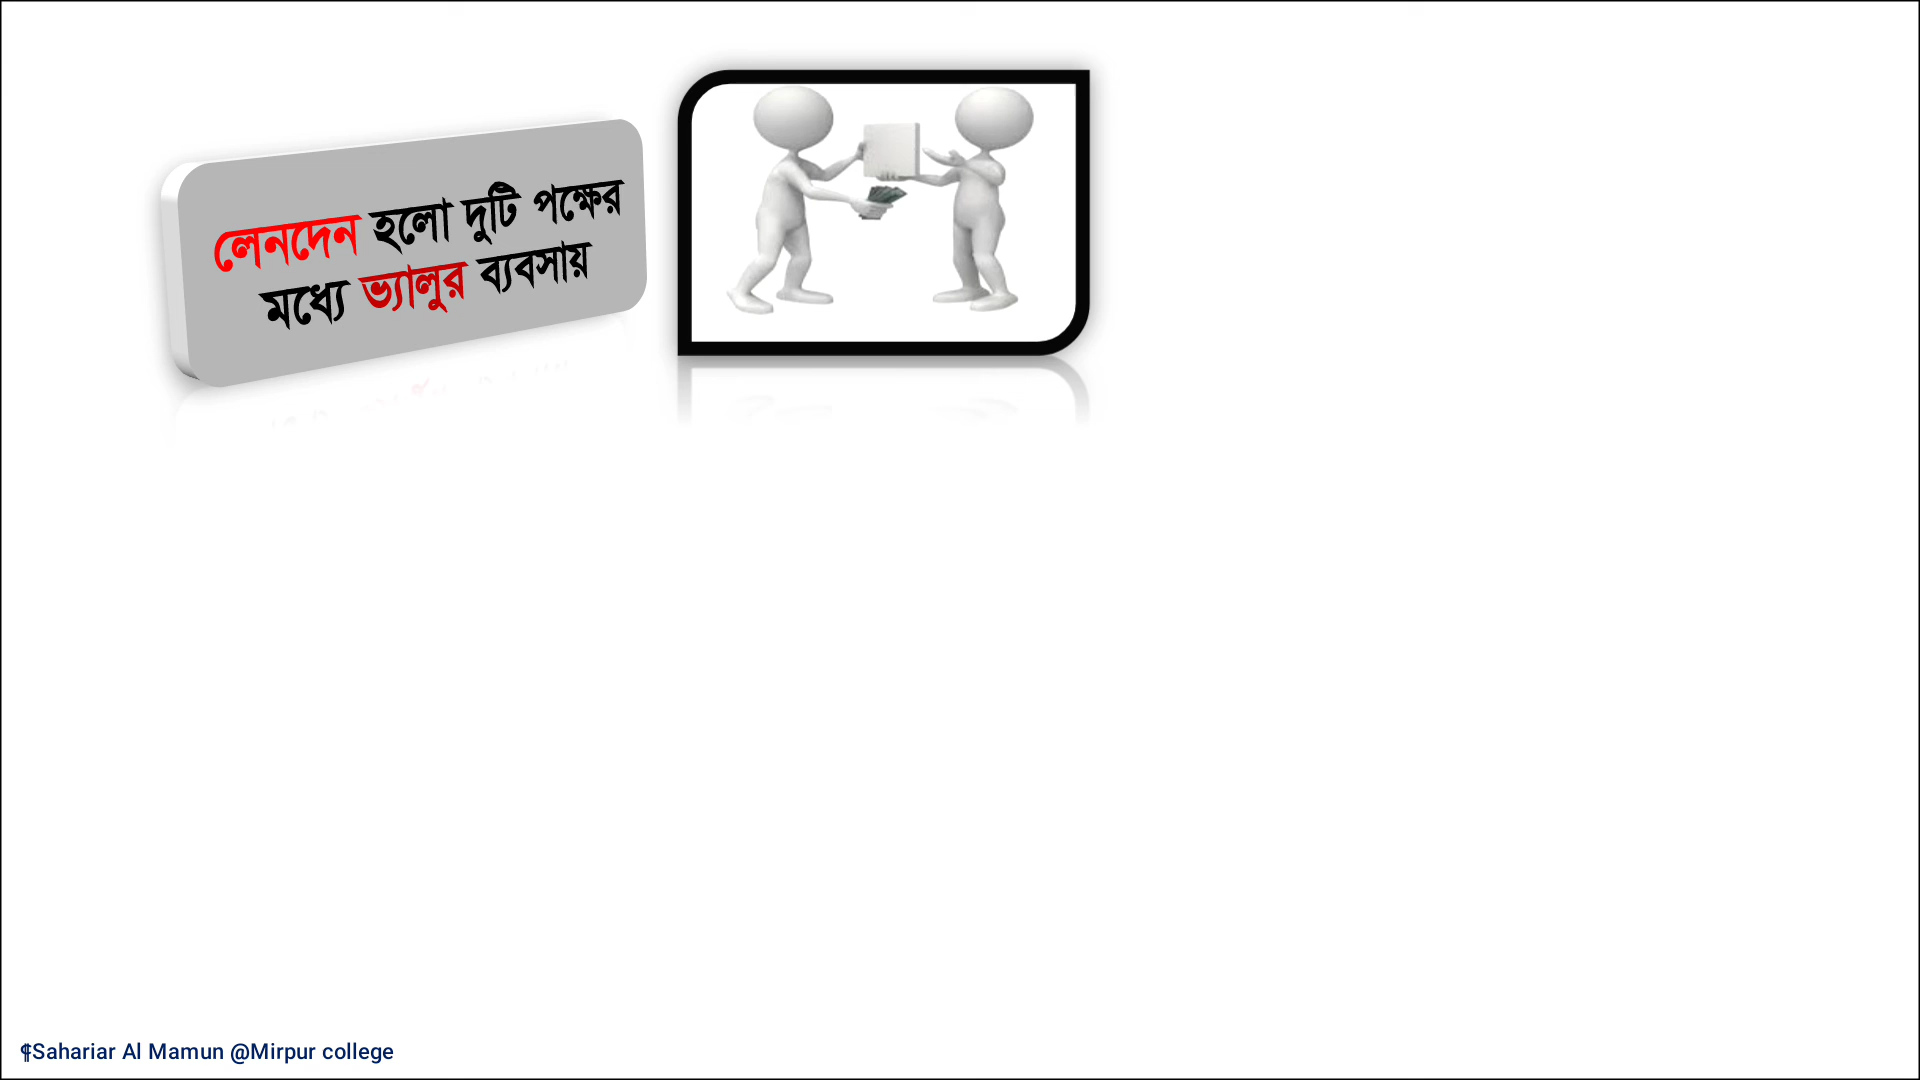 লেনদেন হলো দুটি পক্ষের
মধ্যে ভ্যালুর ব্যবসায়
¶Sahariar Al Mamun @Mirpur college